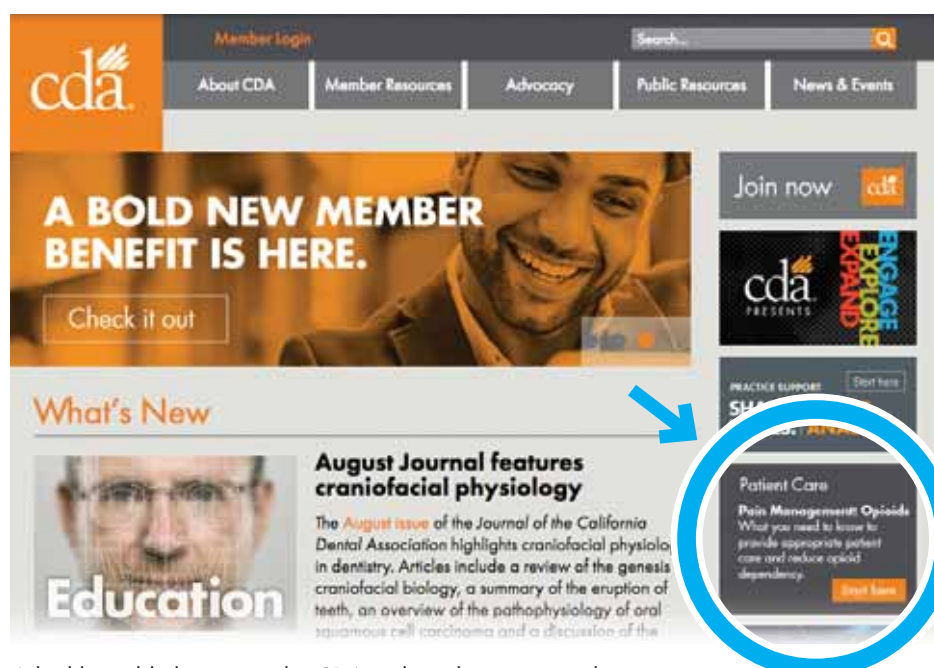 Member Login
Search...
cda
About CDA
Member Resources
Advocacy
Public Resources
News & Events
A BOLD NEW MEMBER
BENEFIT IS HERE.
Check it out
Join now
cda
cda
PRESENTS
ENGAGE
EXPLORE
EXPAND
PRACTICE SUPPORT
Start here
What's New
Education
August Journal features
craniofacial physiology
The August issue of the Journal of the California
Dental Association highlights craniofacial
in dentistry. Articles include a review of the genesis
craniofacial biology, a summary of the eruption of
teeth, an overview of the pathophysiology of oral
squamous cell carcinoma and a discussion of the
Patient Care
Pain Management: Opioids
What you need to know to
provide appropriate patient
care and reduce opioid
dependency.
Start here